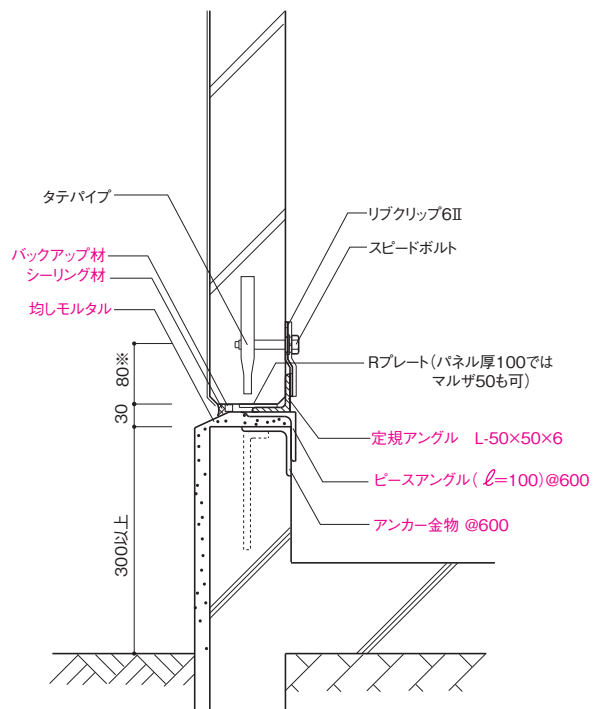 タテパイプ
バックアップ材
シーリング材
均しモルタル
80※
30
300以上
リブクリップ6Ⅱ
スピードボルト
Rプレート(パネル厚100では
マルザ50も可)
定規アングル L-50×50×6
ピースアングル(ℓ=100)@600
アンカー金物 @600